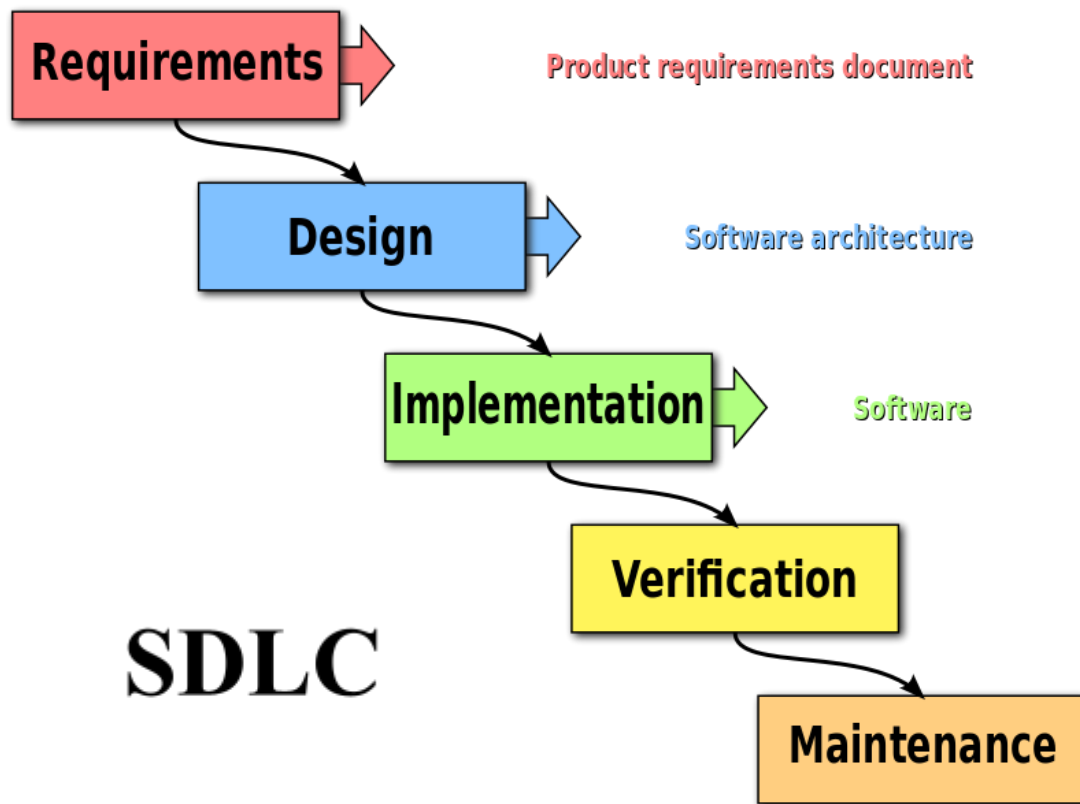 Requirements
Product requirements document
Design
Software architecture
Implementation
Software
Verification
SDLC
Maintenance